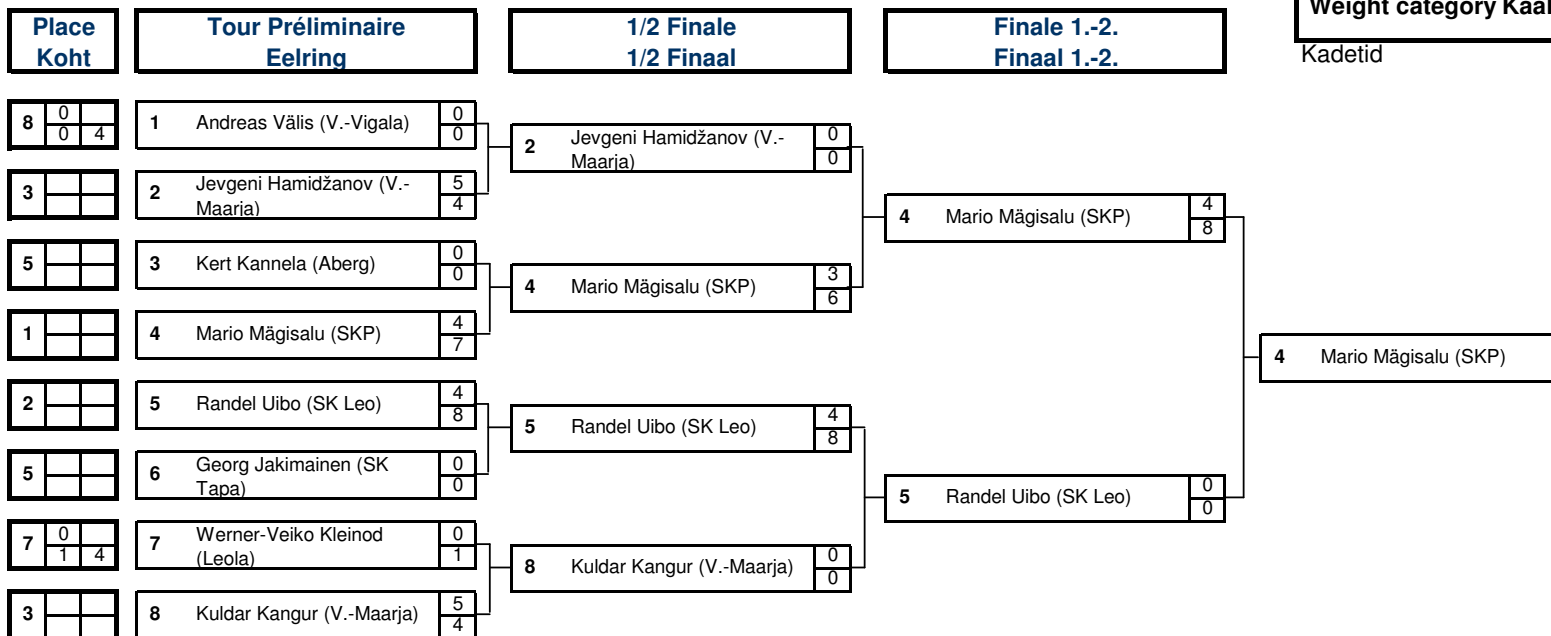 Place
Koht
Tour Préliminaire
Eelring
1/2 Finale
1/2 Finaal
Finale 1.-2.
Finaal 1.-2.
Weight category
Kadetid
8 0
0 4
1 Andreas Välis (V.-Vigala) 0
0
3
2 Jevgeni Hamidžanov (V.- 5
Maarja) 4
5
3 Kert Kannela (Aberg) 0
0
1
4 Mario Mägisalu (SKP) 4
7
2
5 Randel Uibo (SK Leo) 4
8
5
6 Georg Jakimainen (SK 0
Tapa) 0
7 0
1 4
7 Werner-Veiko Kleinod 0
(Leola) 1
3
8 Kuldar Kangur (V.-Maarja) 5
4
2 Jevgeni Hamidžanov (V.- 0
Maarja) 0
4 Mario Mägisalu (SKP) 3
6
5 Randel Uibo (SK Leo) 4
8
8 Kuldar Kangur (V.-Maarja) 0
0
4 Mario Mägisalu (SKP) 4
8
5 Randel Uibo (SK Leo) 0
0
4 Mario Mägisalu (SKP)